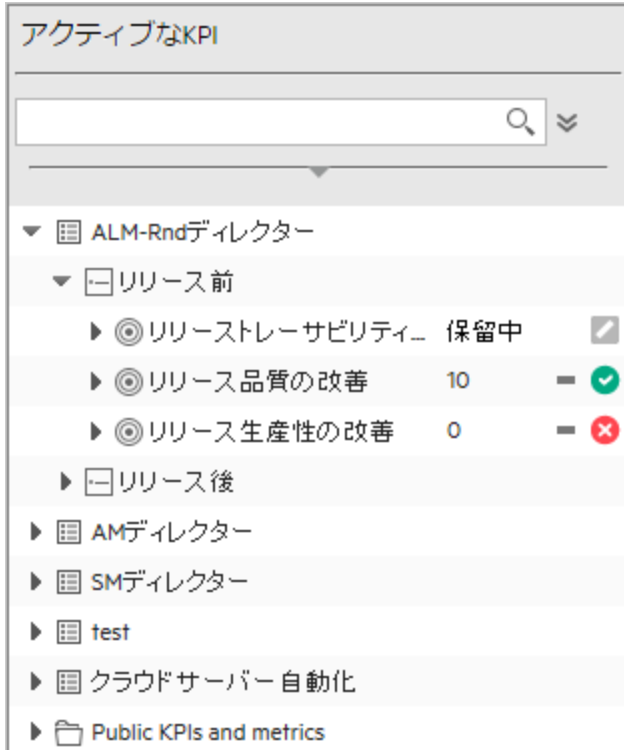 アクティブなKPI
ALM-Rndディレクター
リリース前
リリーストレーサビリティ... 保留中
リリース品質の改善 10
リリース生産性の改善 0
リリース後
AMディレクター
SMディレクター
test
クラウドサーバー自動化
Public KPIs and metrics